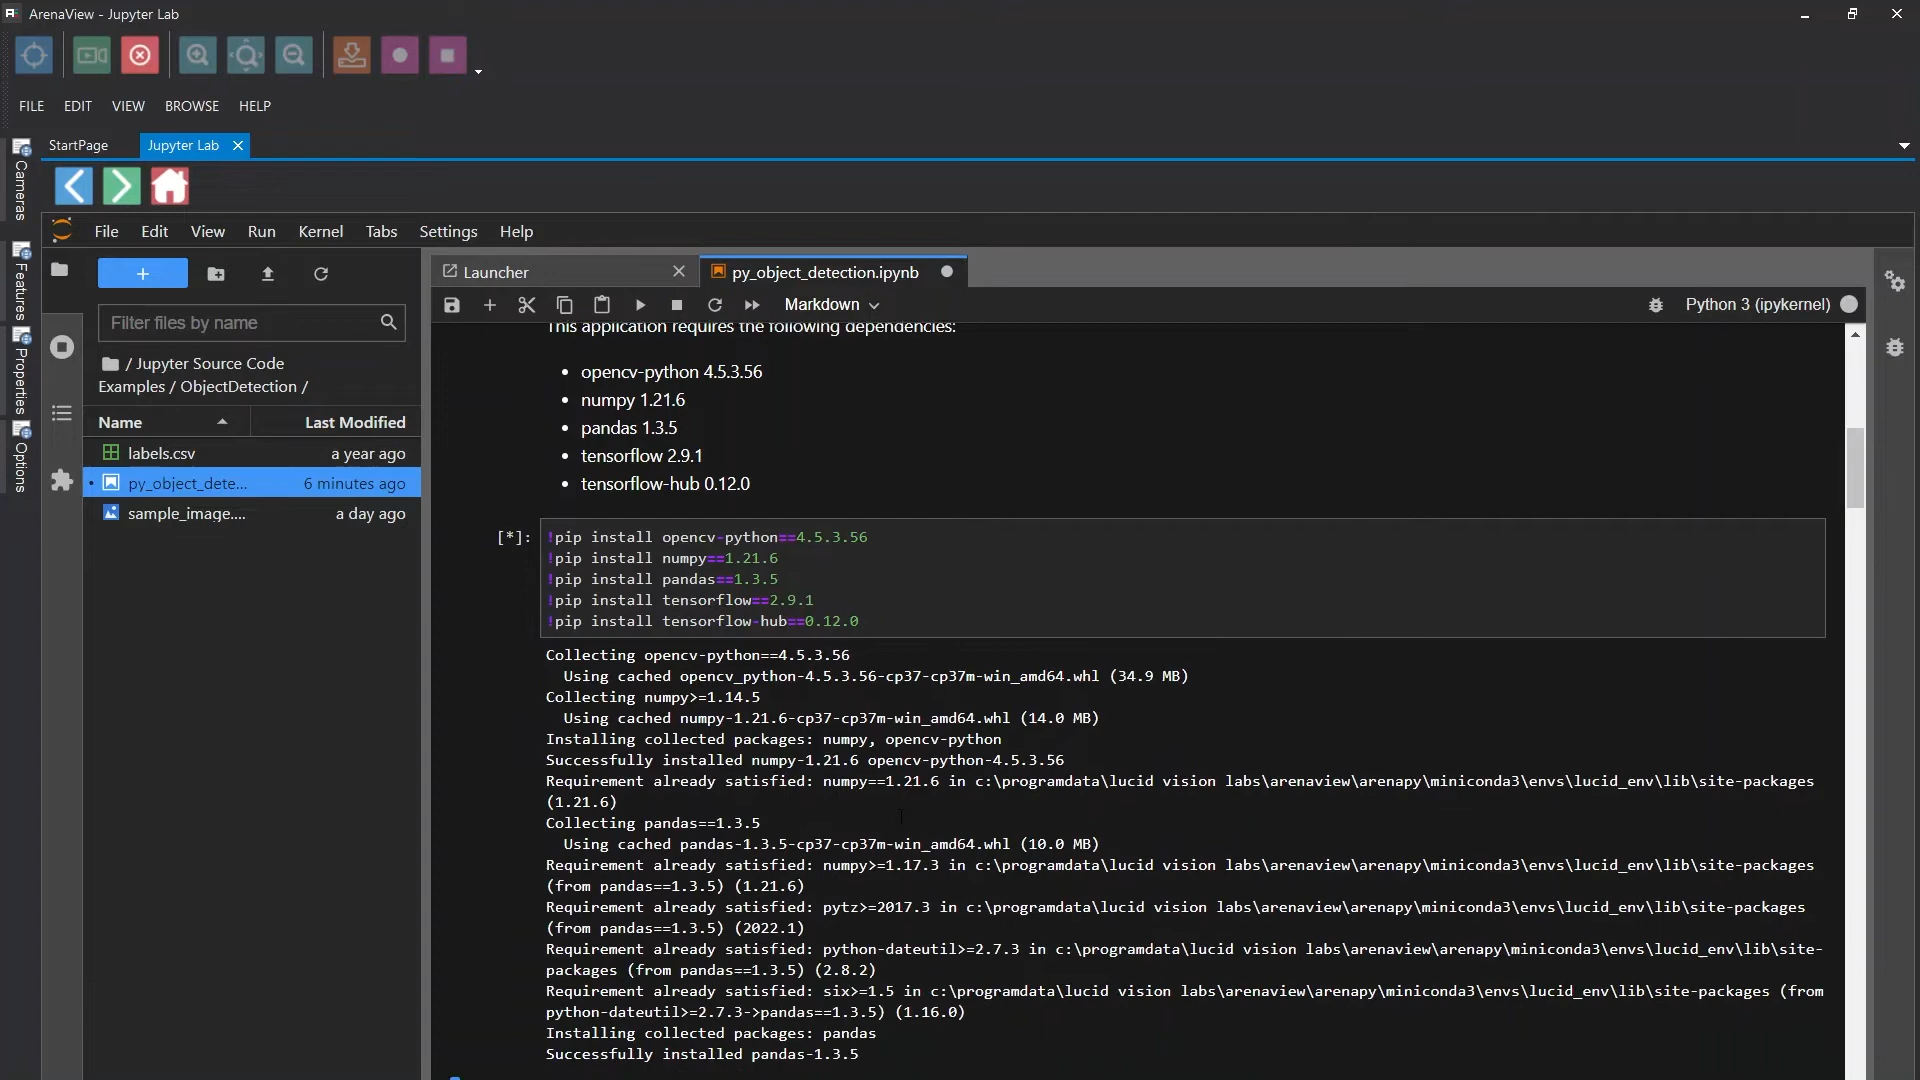 ArenaView - Jupyter Lab
FILE EDIT VIEW BROWSE HELP
StartPage Jupyter Lab
Cameras
Features
Properties
Options
File Edit View Run Kernel Tabs Settings Help
+
Filter files by name
/ Jupyter Source Code
Examples / ObjectDetection /
Name Last Modified
labels.csv a year ago
py_object_dete... 6 minutes ago
sample_image.... a day ago
Launcher py_object_detection.ipynb
Markdown Python 3 (ipykernel)
This application requires the following dependencies:
• opencv-python 4.5.3.56
• numpy 1.21.6
• pandas 1.3.5
• tensorflow 2.9.1
• tensorflow-hub 0.12.0
[*]: !pip install opencv-python==4.5.3.56
!pip install numpy==1.21.6
!pip install pandas==1.3.5
!pip install tensorflow==2.9.1
!pip install tensorflow-hub==0.12.0
Collecting opencv-python==4.5.3.56
Using cached opencv_python-4.5.3.56-cp37-cp37m-win_amd64.whl (34.9 MB)
Collecting numpy>=1.14.5
Using cached numpy-1.21.6-cp37-cp37m-win_amd64.whl (14.0 MB)
Installing collected packages: numpy, opencv-python
Successfully installed numpy-1.21.6 opencv-python-4.5.3.56
Requirement already satisfied: numpy==1.21.6 in c:\programdata\lucid vision labs\arenaview\arenapy\miniconda3\envs\lucid_env\lib\site-packages
(1.21.6)
Collecting pandas==1.3.5
Using cached pandas-1.3.5-cp37-cp37m-win_amd64.whl (10.0 MB)
Requirement already satisfied: numpy>=1.17.3 in c:\programdata\lucid vision labs\arenaview\arenapy\miniconda3\envs\lucid_env\lib\site-packages
(from pandas==1.3.5) (1.21.6)
Requirement already satisfied: pytz>=2017.3 in c:\programdata\lucid vision labs\arenaview\arenapy\miniconda3\envs\lucid_env\lib\site-packages
(from pandas==1.3.5) (2022.1)
Requirement already satisfied: python-dateutil>=2.7.3 in c:\programdata\lucid vision labs\arenaview\arenapy\miniconda3\envs\lucid_env\lib\site-
packages (from pandas==1.3.5) (2.8.2)
Requirement already satisfied: six>=1.5 in c:\programdata\lucid vision labs\arenaview\arenapy\miniconda3\envs\lucid_env\lib\site-packages (from
python-dateutil>=2.7.3->pandas==1.3.5) (1.16.0)
Installing collected packages: pandas
Successfully installed pandas-1.3.5